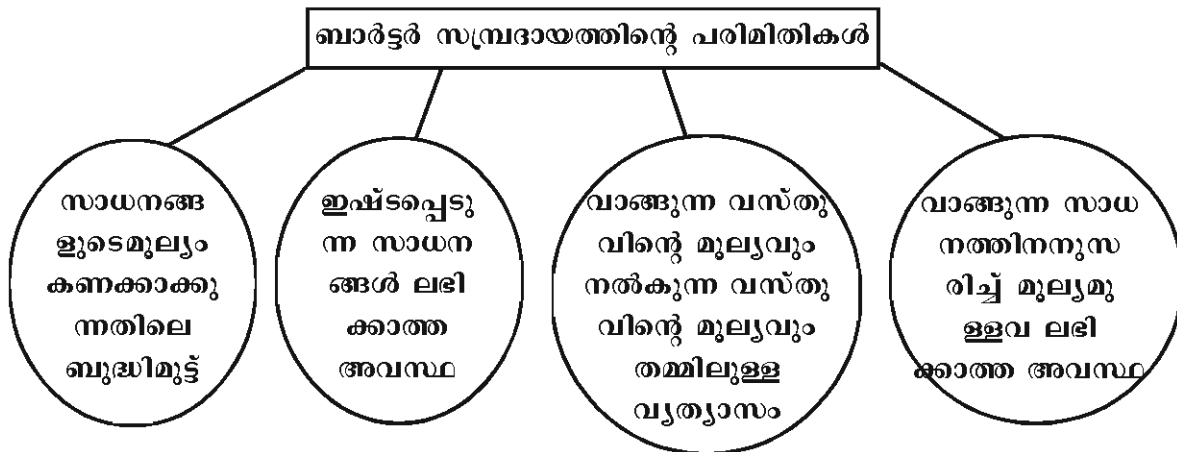 ബാർട്ടർ സമ്പ്രദായത്തിന്റെ പരിമിതികൾ
സാധനങ്ങ
ളുടെമൂല്യം
കണക്കാക്കു
ന്നതിലെ
ബുദ്ധിമുട്ട്
ഇഷ്ടപ്പെടു
ന്ന സാധന
ങ്ങൾ ലഭി
ക്കാത്ത
അവസ്ഥ
വാങ്ങുന്ന വസ്തു
വിന്റെ മൂല്യവും
നൽകുന്ന വസ്തു
വിന്റെ മൂല്യവും
തമ്മിലുള്ള
വ്യത്യാസം
വാങ്ങുന്ന സാധ
നത്തിനനുസ
രിച്ച് മൂല്യമു
ള്ളവ ലഭി
ക്കാത്ത അവസ്ഥ